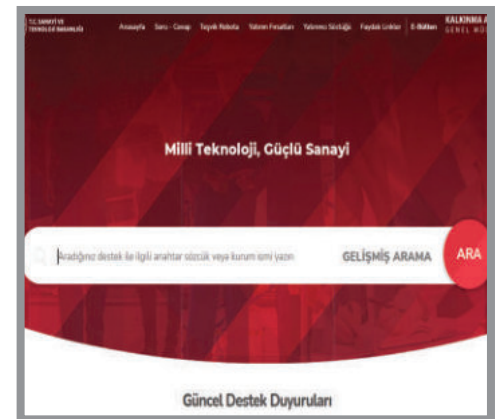 T.C. SANAYİ VE
TEKNOLOJİ BAKANLIĞI
Anasayfa Soru - Cevap Teşvik Robotu Yatırım Fırsatları Yatırımcı Sözlüğü Faydalı Linkler E-Bülten
KALKINMA A
GENEL MÜD
Milli Teknoloji, Güçlü Sanayi
Aradığınız destek ile ilgili anahtar sözcük veya kurum ismi yazın
GELİŞMİŞ ARAMA
ARA
Güncel Destek Duyuruları